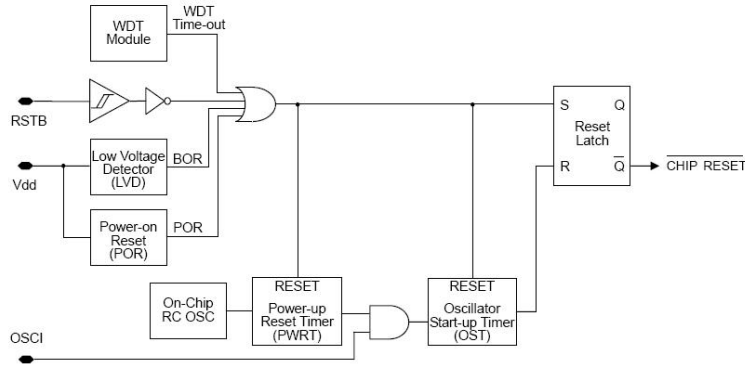 WDT
Module
WDT
Time-out
RSTB
Low Voltage
Detector
(LVD)
BOR
Vdd
Power-on
Reset
(POR)
POR
S
Q
Reset
Latch
R
Q̅
CHIP RESET
On-Chip
RC OSC
RESET
Power-up
Reset Timer
(PWRT)
RESET
Oscillator
Start-up Timer
(OST)
OSCI